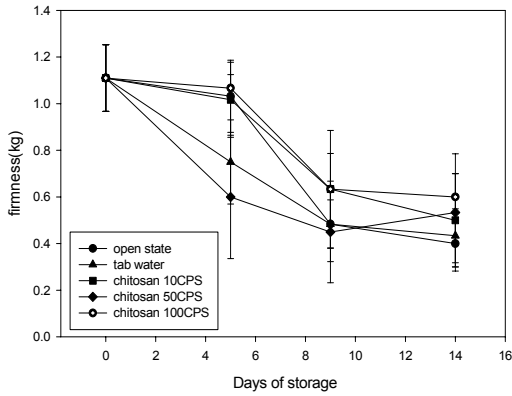 1.4
1.2
1.0
0.8
0.6
0.4
0.2
0.0
firmness(kg)
open state
tab water
chitosan 10CPS
chitosan 50CPS
chitosan 100CPS
0 2 4 6 8 10 12 14 16
Days of storage